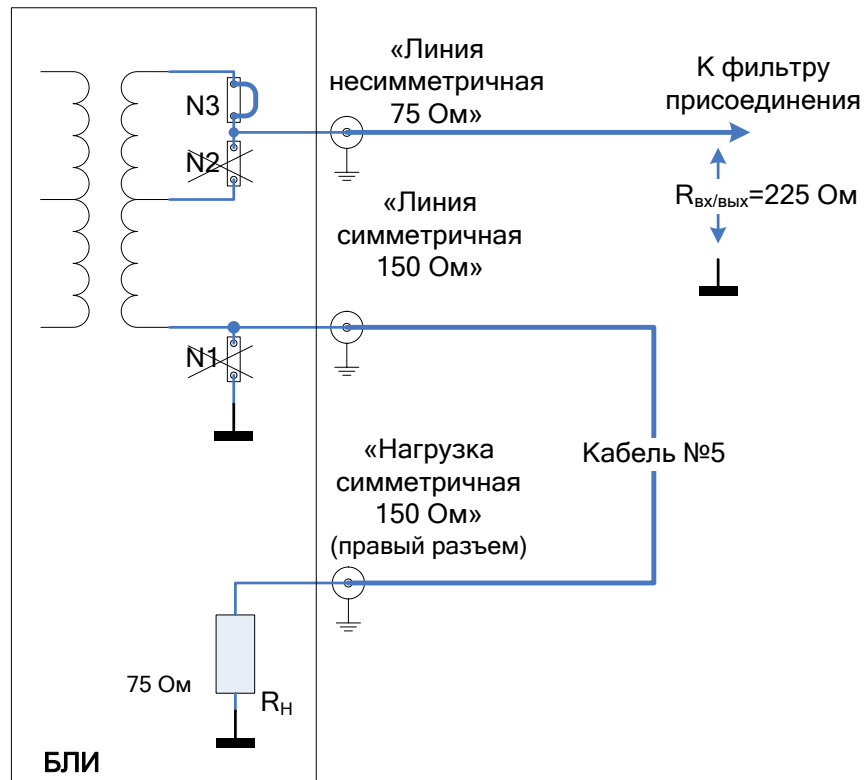 «Линия
несимметричная
75 Ом»
К фильтру
присоединения
N3
N2
Rвх/вых=225 Ом
«Линия
симметричная
150 Ом»
N1
«Нагрузка
симметричная
150 Ом»
(правый разъем)
Кабель №5
75 Ом
RН
БЛИ